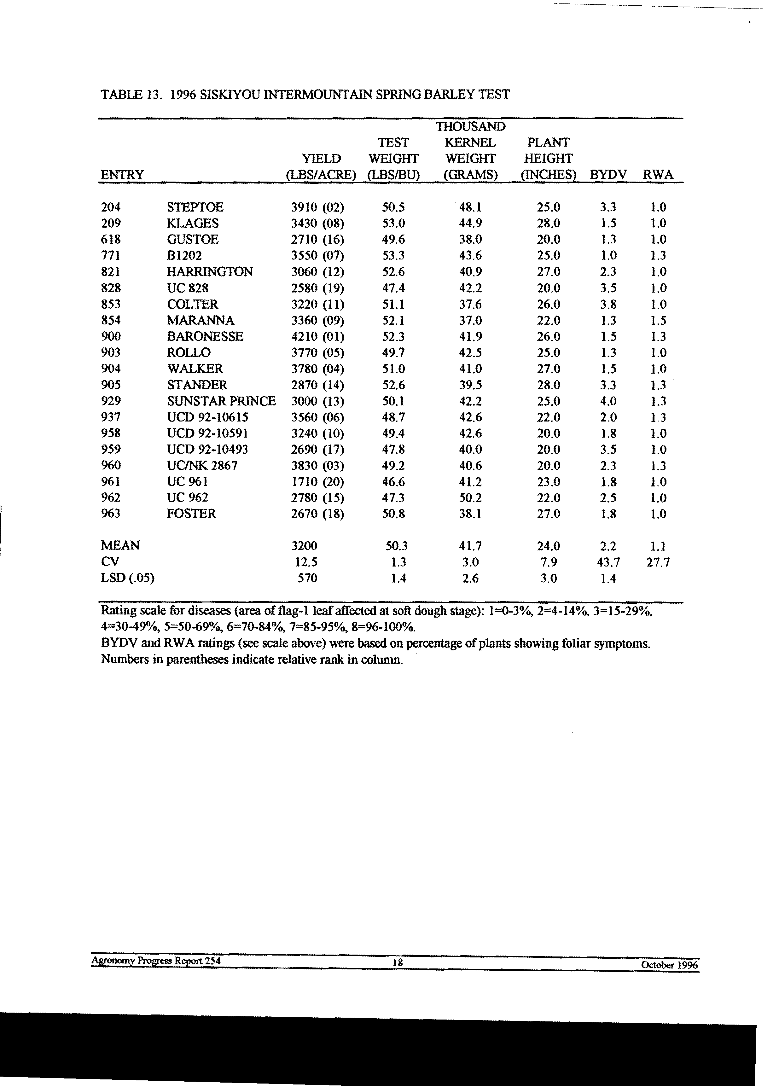 TABLE 13. 1996 SISKIYOU INTERMOUNTAIN SPRING BARLEY TEST
THOUSAND
TEST KERNEL PLANT
YIELD WEIGHT WEIGHT HEIGHT
ENTRY (LBS/ACRE) (LBS/BU) (GRAMS) (INCHES) BYDV RWA
204 STEPTOE 3910 (02) 50.5 48.1 25.0 3.3 1.0
209 KLAGES 3430 (08) 53.0 44.9 28.0 1.5 1.0
618 GUSTOE 2710 (16) 49.6 38.0 20.0 1.3 1.0
771 B1202 3550 (07) 53.3 43.6 25.0 1.0 1.3
821 HARRINGTON 3060 (12) 52.6 40.9 27.0 2.3 1.0
828 UC 828 2580 (19) 47.4 42.2 20.0 3.5 1.0
853 COLTER 3220 (11) 51.1 37.6 26.0 3.8 1.0
854 MARANNA 3360 (09) 52.1 37.0 22.0 1.3 1.5
900 BARONESSE 4210 (01) 52.3 41.9 26.0 1.5 1.3
903 ROLLO 3770 (05) 49.7 42.5 25.0 1.3 1.0
904 WALKER 3780 (04) 51.0 41.0 27.0 1.5 1.0
905 STANDER 2870 (14) 52.6 39.5 28.0 3.3 1.3
929 SUNSTAR PRINCE 3000 (13) 50.1 42.2 25.0 4.0 1.3
937 UCD 92-10615 3560 (06) 48.7 42.6 22.0 2.0 1.3
958 UCD 92-10591 3240 (10) 49.4 42.6 20.0 1.8 1.0
959 UCD 92-10493 2690 (17) 47.8 40.0 20.0 3.5 1.0
960 UC/NK 2867 3830 (03) 49.2 40.6 20.0 2.3 1.3
961 UC 961 1710 (20) 46.6 41.2 23.0 1.8 1.0
962 UC 962 2780 (15) 47.3 50.2 22.0 2.5 1.0
963 FOSTER 2670 (18) 50.8 38.1 27.0 1.8 1.0
MEAN 3200 50.3 41.7 24.0 2.2 1.1
CV 12.5 1.3 3.0 7.9 43.7 27.7
LSD (.05) 570 1.4 2.6 3.0 1.4
Rating scale for diseases (area of flag-1 leaf affected at soft dough stage): 1=0-3%, 2=4-14%, 3=15-29%,
4=30-49%, 5=50-69%, 6=70-84%, 7=85-95%, 8=96-100%.
BYDV and RWA ratings (see scale above) were based on percentage of plants showing foliar symptoms.
Numbers in parentheses indicate relative rank in column.
Agronomy Progress Report 254 18 October 1996